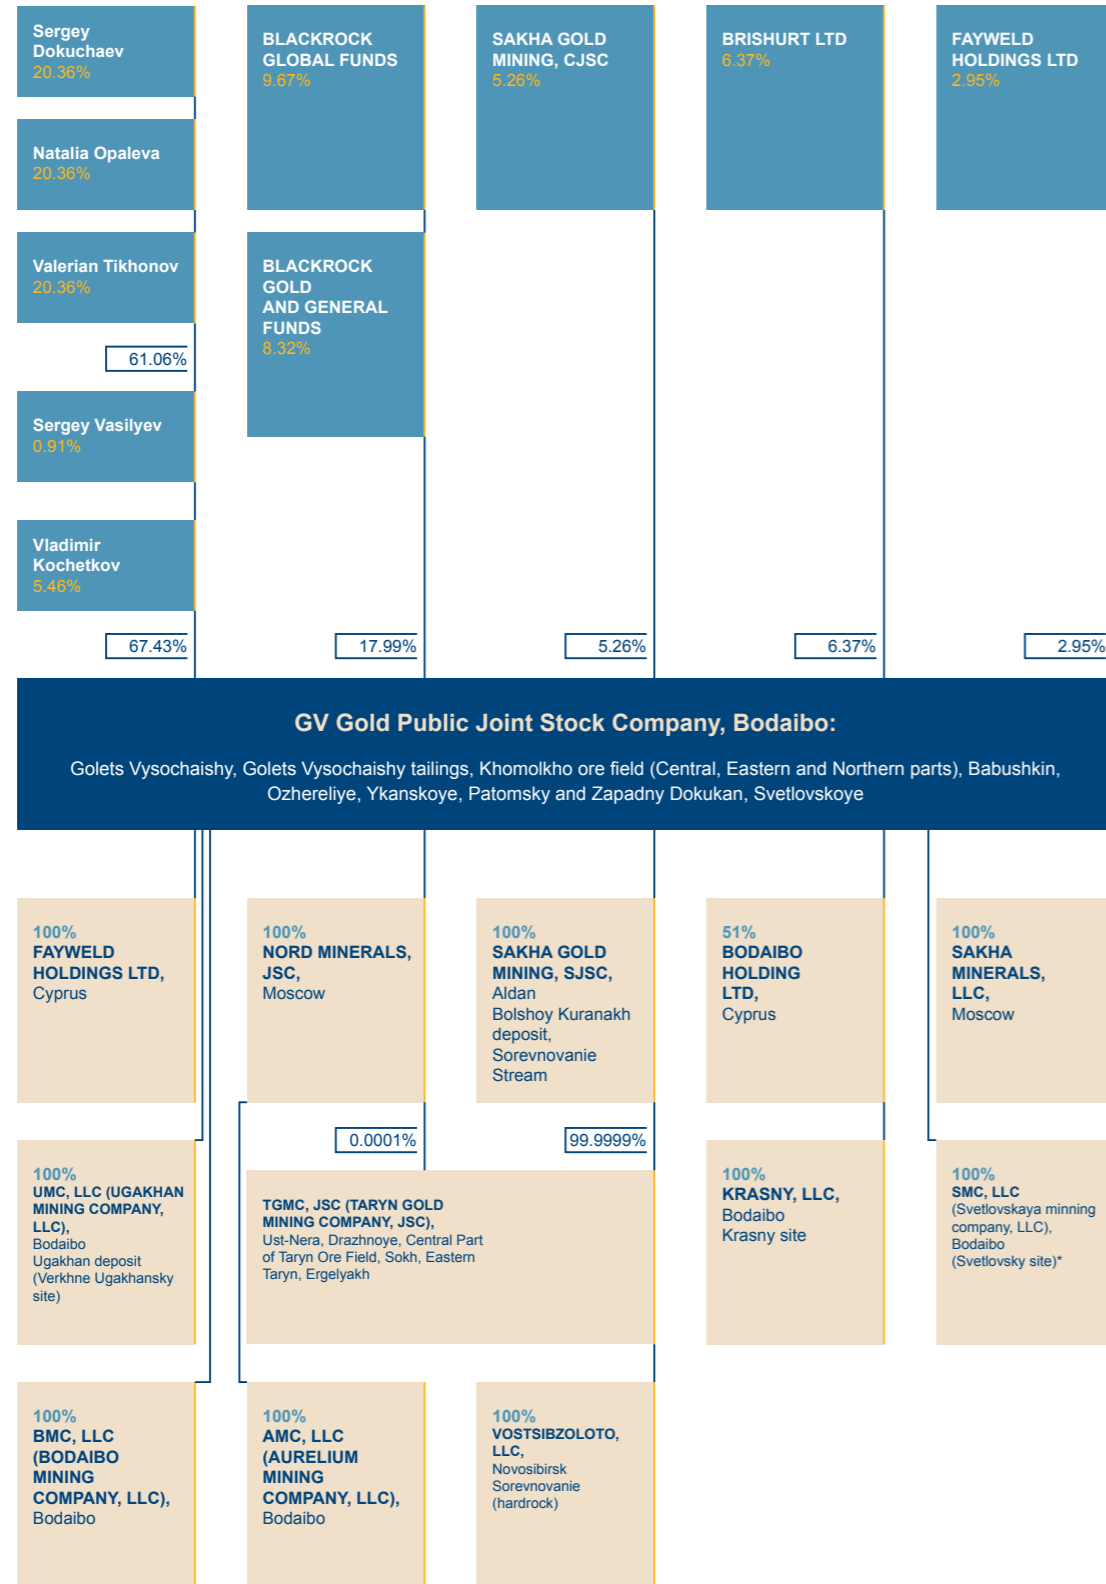 Sergey
Dokuchaev
20.36%
Natalia Opaleva
20.36%
Valerian Tikhonov
20.36%
61.06%
Sergey Vasilyev
0.91%
Vladimir
Kochetkov
5.46%
67.43%
BLACKROCK
GLOBAL FUNDS
9.67%
BLACKROCK
GOLD
AND GENERAL
FUNDS
8.32%
17.99%
SAKHA GOLD
MINING, CJSC
5.26%
5.26%
BRISHURT LTD
6.37%
6.37%
FAYWELD
HOLDINGS LTD
2.95%
2.95%
GV Gold Public Joint Stock Company, Bodaibo:
Golets Vysochaishy, Golets Vysochaishy tailings, Khomolkho ore field (Central, Eastern and Northern parts), Babushkin,
Ozhereliye, Ykanskoye, Patomsky and Zapadny Dokukan, Svetlovskoye
100%
FAYWELD
HOLDINGS LTD,
Cyprus
100%
NORD MINERALS,
JSC,
Moscow
100%
SAKHA GOLD
MINING, SJSC,
Aldan
Bolshoy Kuranakh
deposit,
Sorevnovanie
Stream
51%
BODAIBO
HOLDING
LTD,
Cyprus
100%
SAKHA
MINERALS,
LLC,
Moscow
0.0001%
99.9999%
100%
UMC, LLC (UGAKHAN
MINING COMPANY,
LLC),
Bodaibo
Ugakhan deposit
(Verkhne Ugakhansky
site)
TGMC, JSC (TARYN GOLD
MINING COMPANY, JSC),
Ust-Nera, Drazhnoye, Central Part
of Taryn Ore Field, Sokh, Eastern
Taryn, Ergelyakh
100%
KRASNY, LLC,
Bodaibo
Krasny site
100%
SMC, LLC
(Svetlovskaya minning
company, LLC),
Bodaibo
(Svetlovsky site)*
100%
BMC, LLC
(BODAIBO
MINING
COMPANY, LLC),
Bodaibo
100%
AMC, LLC
(AURELIUM
MINING
COMPANY, LLC),
Bodaibo
100%
VOSTSIBZOLOTO,
LLC,
Novosibirsk
Sorevnovanie
(hardrock)